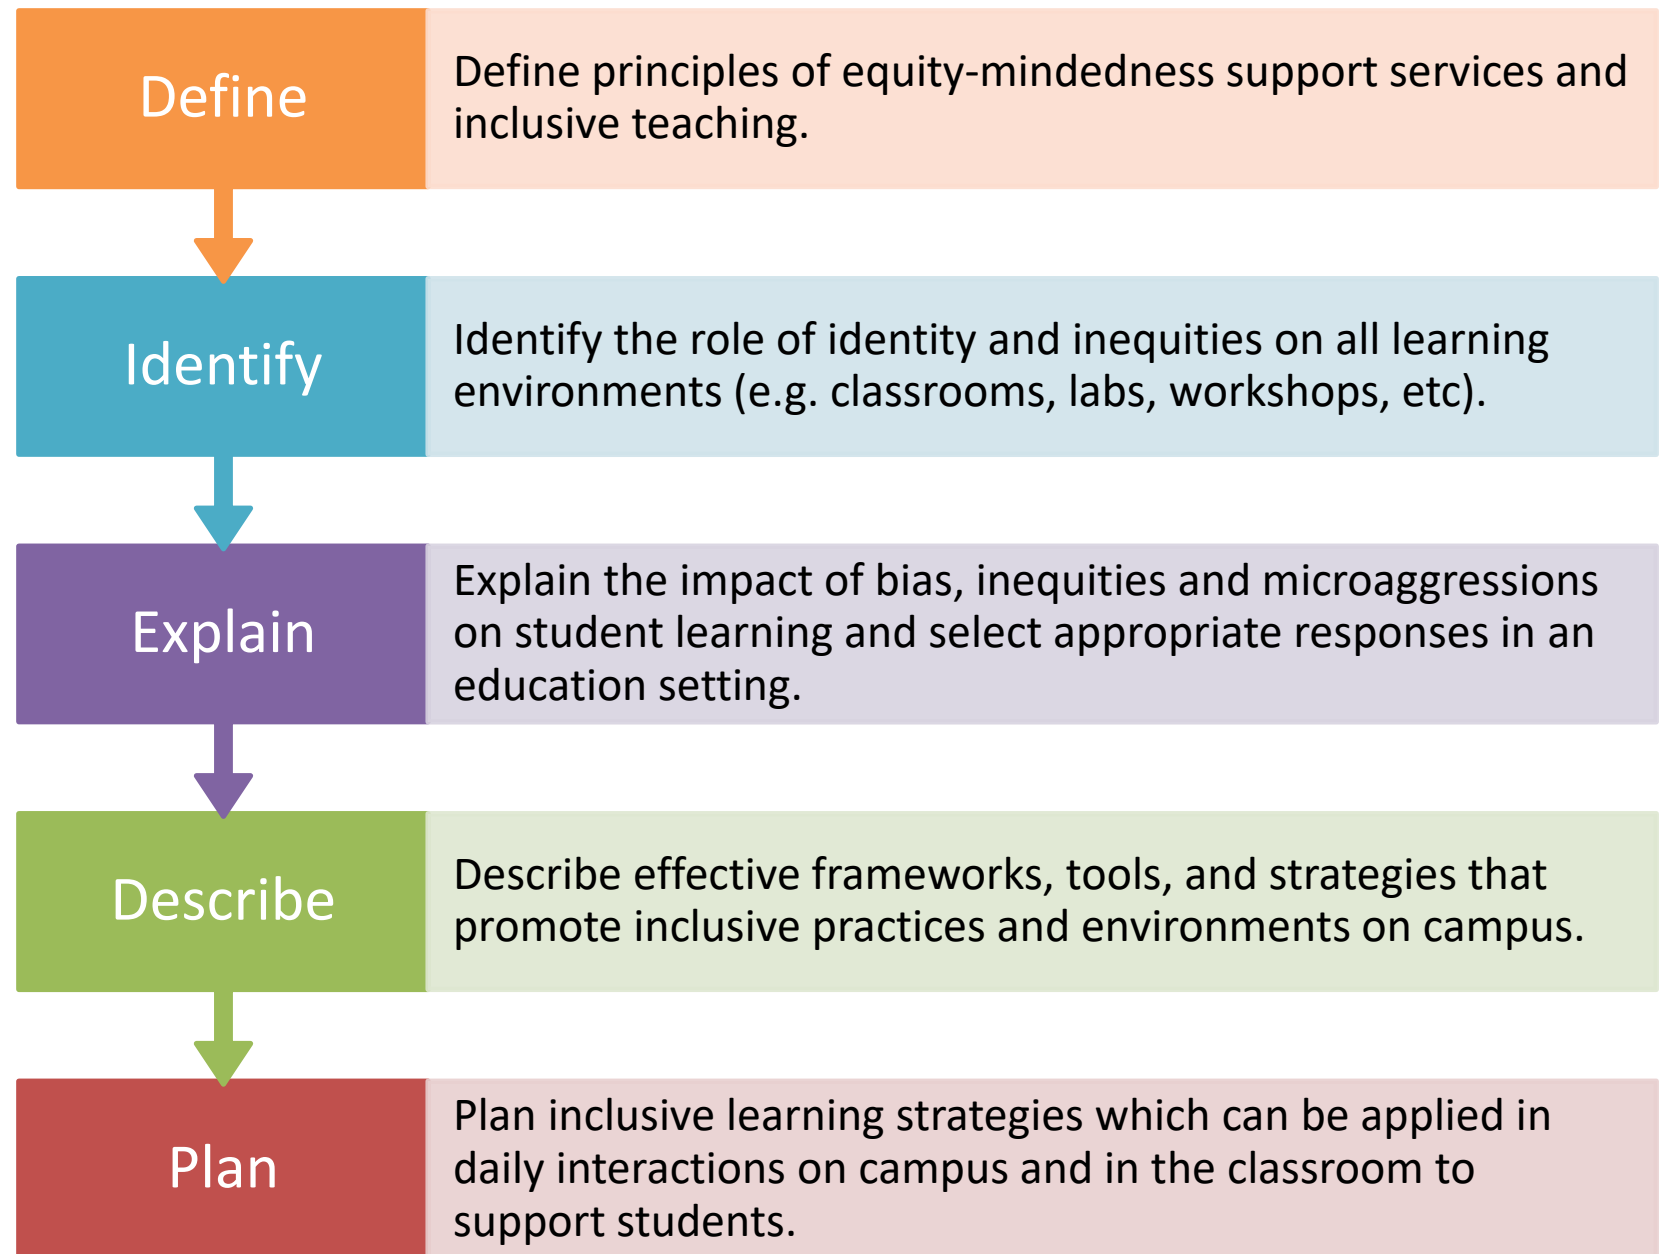 Define
Define principles of equity-mindedness support services and
inclusive teaching.
Identify
Identify the role of identity and inequities on all learning
environments (e.g. classrooms, labs, workshops, etc).
Explain
Explain the impact of bias, inequities and microaggressions
on student learning and select appropriate responses in an
education setting.
Describe
Describe effective frameworks, tools, and strategies that
promote inclusive practices and environments on campus.
Plan
Plan inclusive learning strategies which can be applied in
daily interactions on campus and in the classroom to
support students.